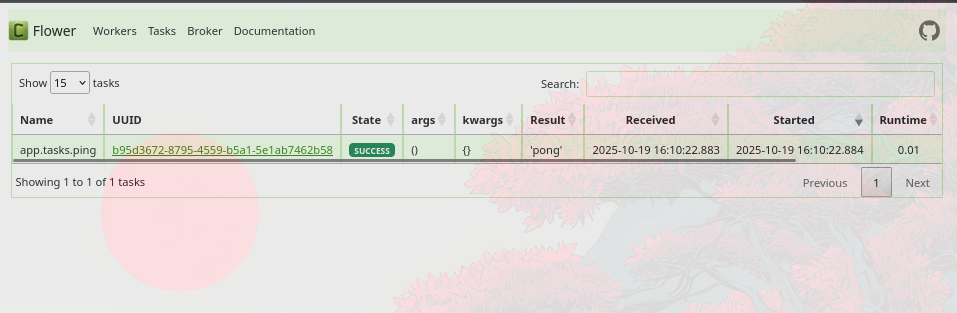 C Flower Workers Tasks Broker Documentation
Show 15 tasks Search:
Name UUID State args kwargs Result Received Started Runtime
app.tasks.ping b95d3672-8795-4559-b5a1-5e1ab7462b58 success () {} 'pong' 2025-10-19 16:10:22.883 2025-10-19 16:10:22.884 0.01
Showing 1 to 1 of 1 tasks Previous 1 Next